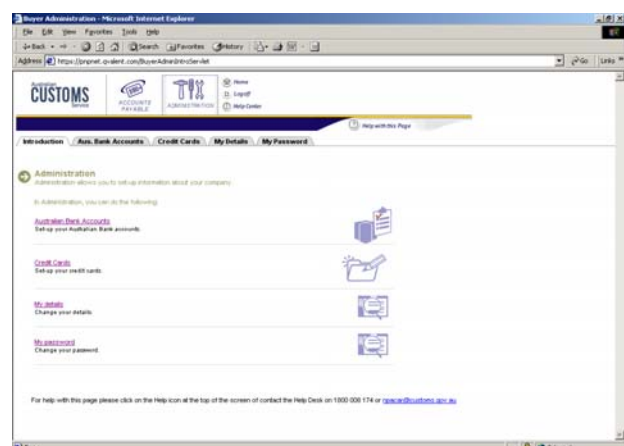 Buyer Administration - Microsoft Internet Explorer
File Edit View Favorites Tools Help
Back Search Favorites History
Address https://pnpnet.qvalent.com/BuyerAdminIntroServlet Go Links
Australian
CUSTOMS
Service
ACCOUNTS
PAYABLE
ADMINISTRATION
Home
Logoff
Help Center
Help with this Page
Introduction Aus. Bank Accounts Credit Cards My Details My Password
Administration
Administration allows you to set-up information about your company.
In Administration, you can do the following:
Australian Bank Accounts
Set-up your Australian Bank accounts.
Credit Cards
Set-up your credit cards.
My details
Change your details.
My password
Change your password.
For help with this page please click on the Help icon at the top of the screen of contact the Help Desk on 1800 008 174 or @customs.gov.au